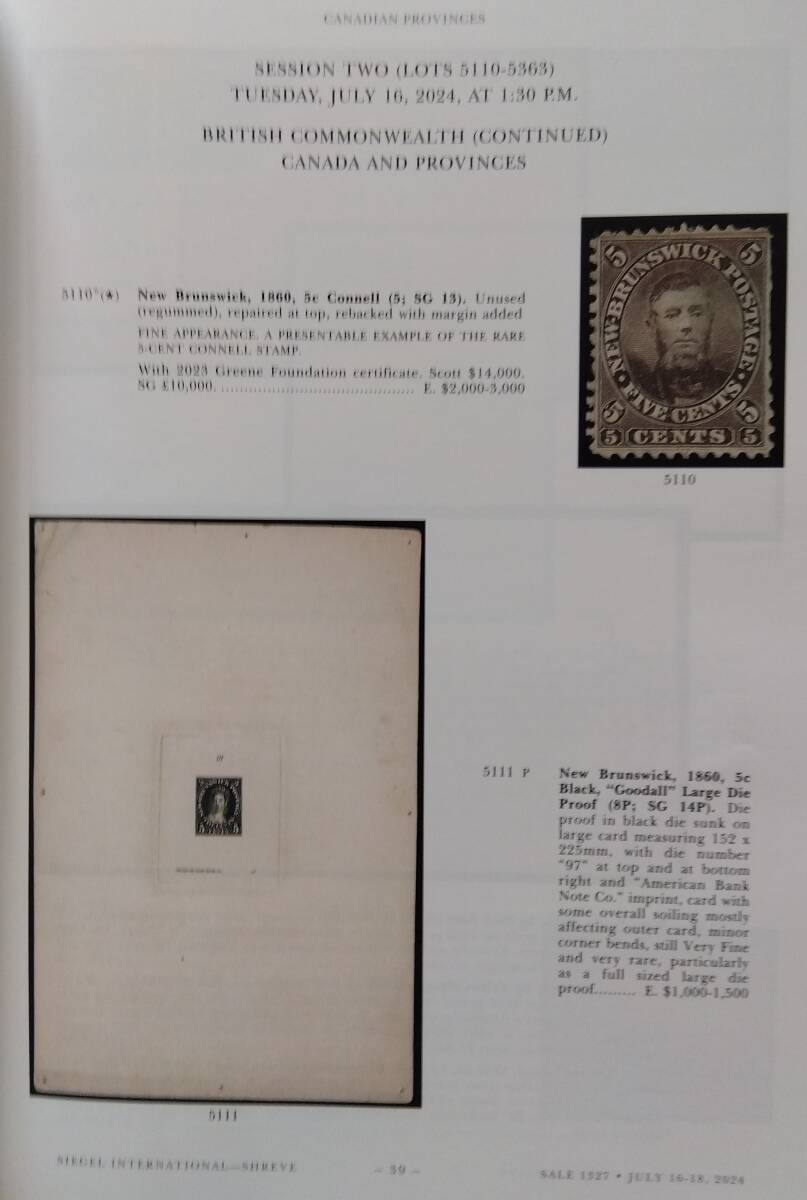 CANADIAN PROVINCES
SESSION TWO (LOTS 5110-5363)
TUESDAY, JULY 16, 2024, AT 1:30 P.M.
BRITISH COMMONWEALTH (CONTINUED)
CANADA AND PROVINCES
5110°(★) New Brunswick, 1860, 5c Connell (5; SG 13). Unused
(regummed), repaired at top, rebacked with margin added
FINE APPEARANCE. A PRESENTABLE EXAMPLE OF THE RARE
5-CENT CONNELL STAMP.
With 2023 Greene Foundation certificate. Scott $14,000.
SG £10,000. ........................................ E. $2,000-3,000
5 5
NEW·BRUNSWICK POSTAGE·
FIVE CENTS
5 5
5 CENTS 5
5110
5 5
5111
5111 P New Brunswick, 1860, 5c
Black, "Goodall" Large Die
Proof (8P; SG 14P). Die
proof in black die sunk on
large card measuring 152 x
225mm, with die number
"97" at top and at bottom
right and "American Bank
Note Co." imprint, card with
some overall soiling mostly
affecting outer card, minor
corner bends, still Very Fine
and very rare, particularly
as a full sized large die
proof......... E. $1,000-1,500
SIEGEL INTERNATIONAL—SHREVE
– 39 –
SALE 1327 • JULY 16-18, 2024